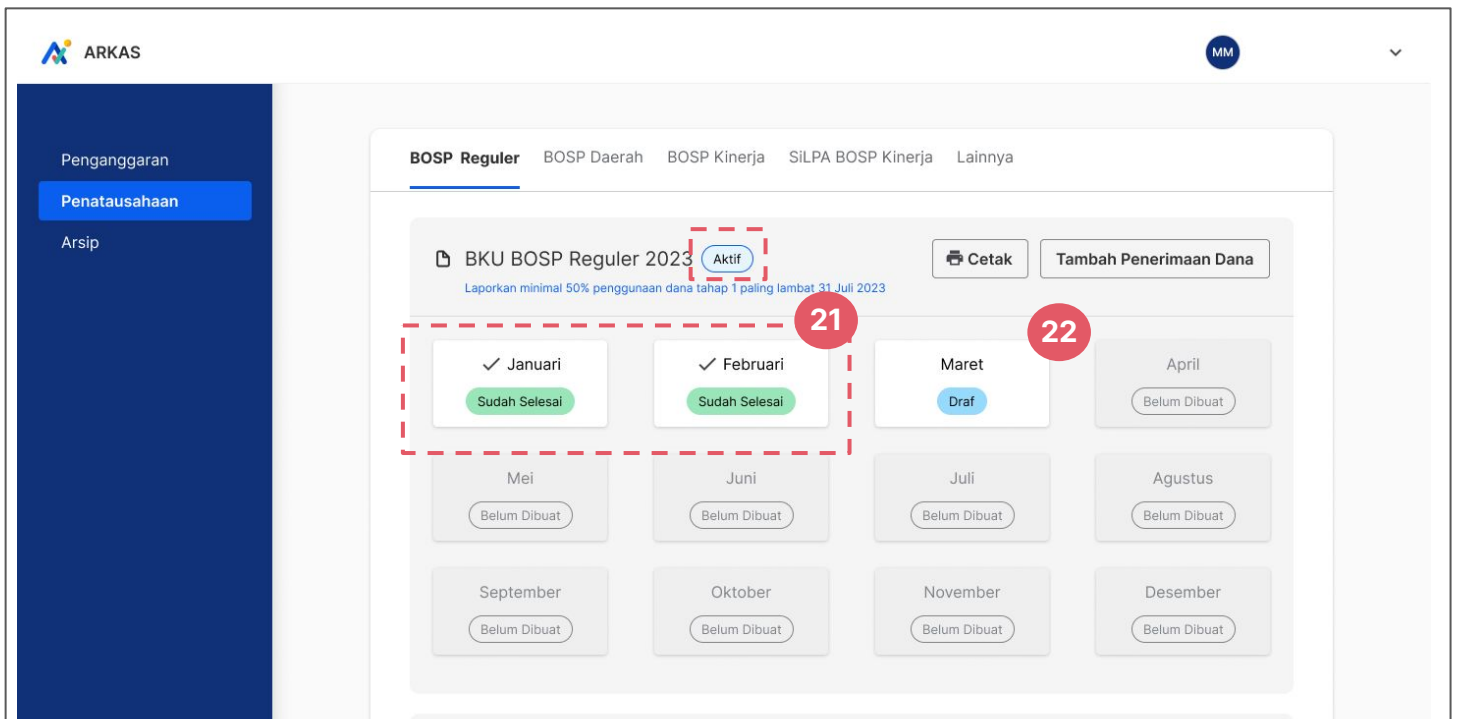 ARKAS
MM
Penganggaran
Penatausahaan
Arsip
BOSP Reguler BOSP Daerah BOSP Kinerja SiLPA BOSP Kinerja Lainnya
BKU BOSP Reguler 2023 Aktif Cetak Tambah Penerimaan Dana
Laporkan minimal 50% penggunaan dana tahap 1 paling lambat 31 Juli 2023
21 22
Januari Februari Maret April
Sudah Selesai Sudah Selesai Draf Belum Dibuat
Mei Juni Juli Agustus
Belum Dibuat Belum Dibuat Belum Dibuat Belum Dibuat
September Oktober November Desember
Belum Dibuat Belum Dibuat Belum Dibuat Belum Dibuat